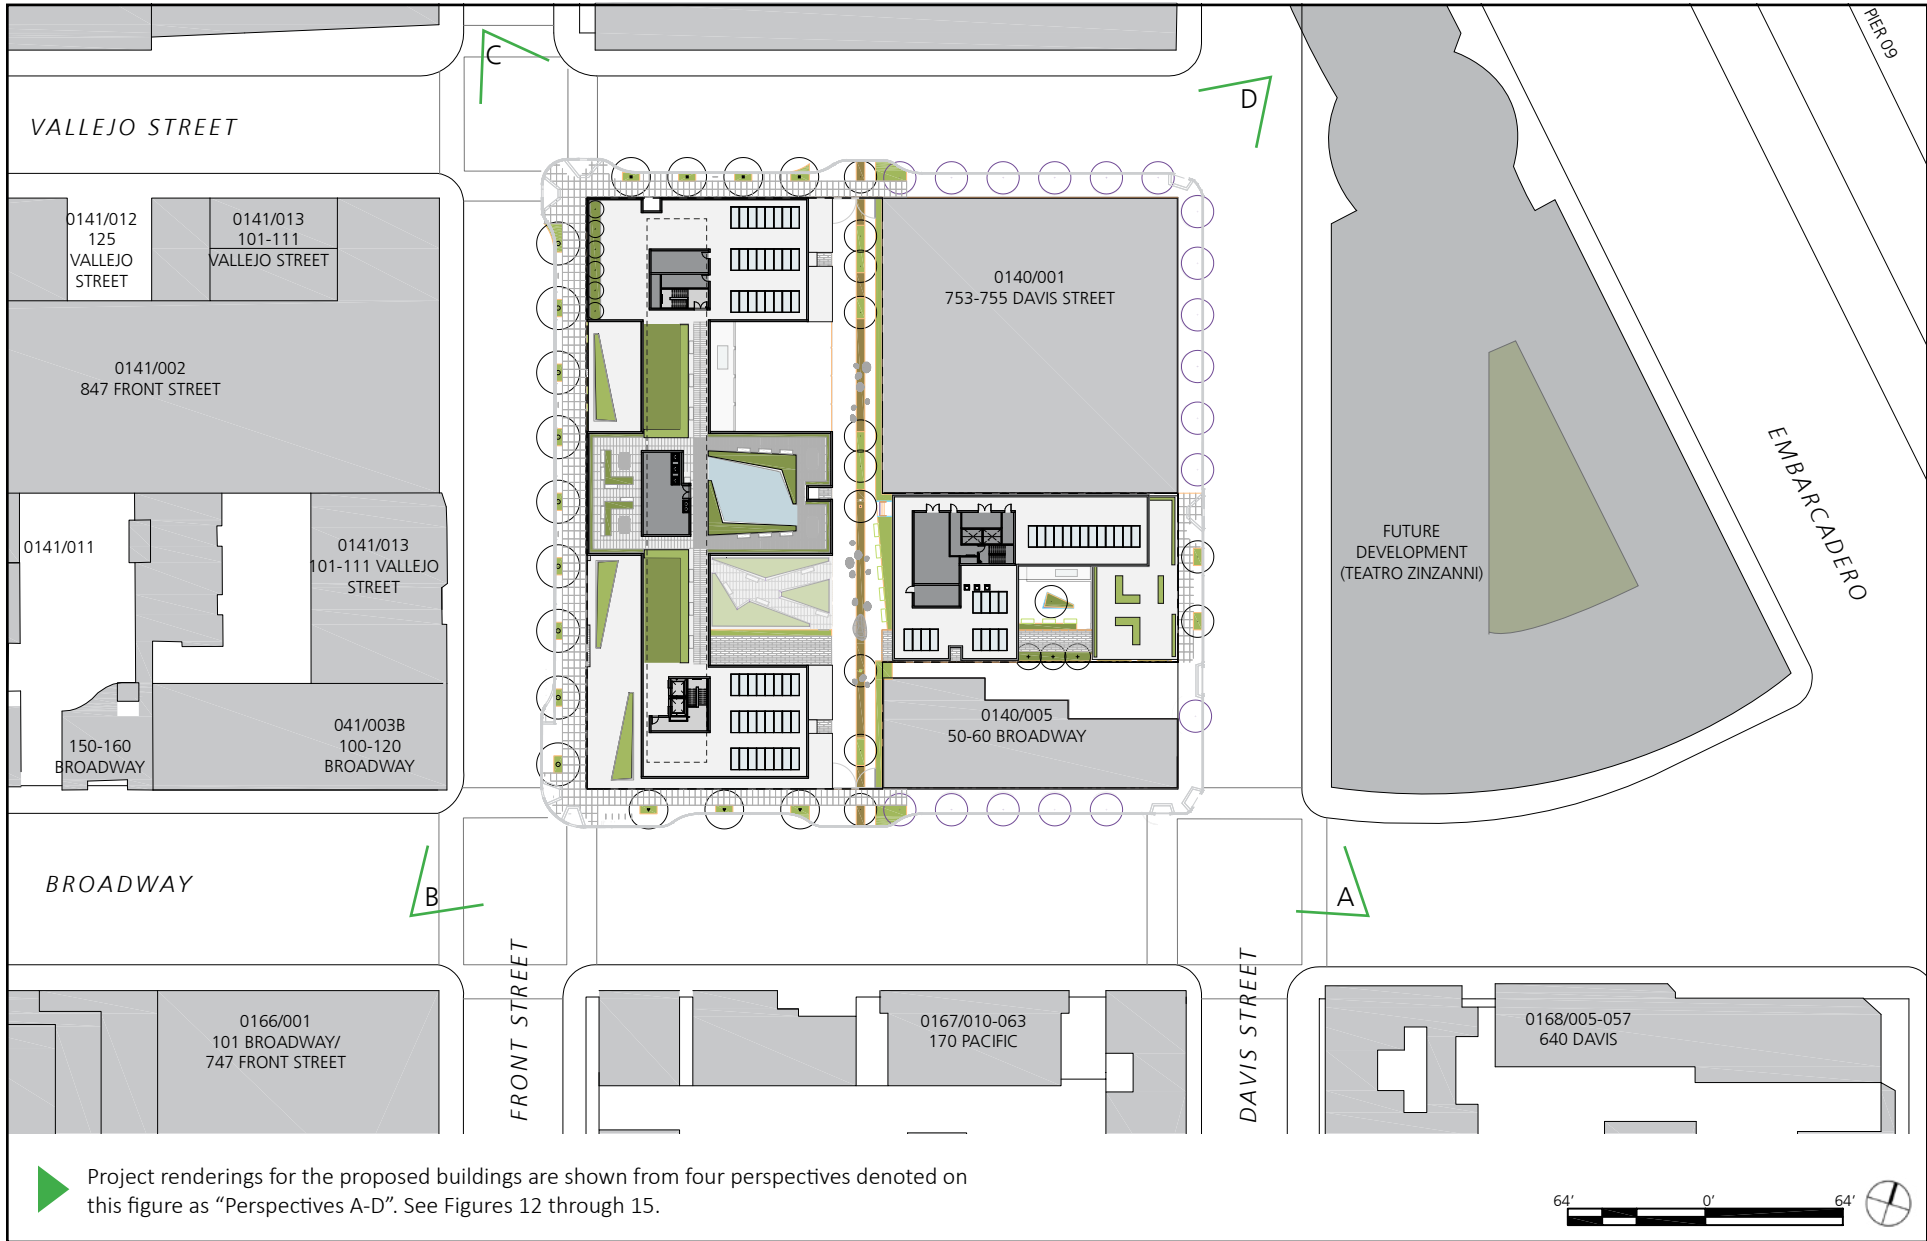 PIER 09
C
D
VALLEJO STREET
0141/012
125
VALLEJO
STREET
0141/013
101-111
VALLEJO STREET
0140/001
753-755 DAVIS STREET
0141/002
847 FRONT STREET
EMBARCADERO
0141/011
0141/013
101-111 VALLEJO
STREET
FUTURE
DEVELOPMENT
(TEATRO ZINZANNI)
150-160
BROADWAY
041/003B
100-120
BROADWAY
0140/005
50-60 BROADWAY
BROADWAY
B
A
FRONT STREET
DAVIS STREET
0166/001
101 BROADWAY/
747 FRONT STREET
0167/010-063
170 PACIFIC
0168/005-057
640 DAVIS
Project renderings for the proposed buildings are shown from four perspectives denoted on
this figure as “Perspectives A-D”. See Figures 12 through 15.
64’ 0’ 64’